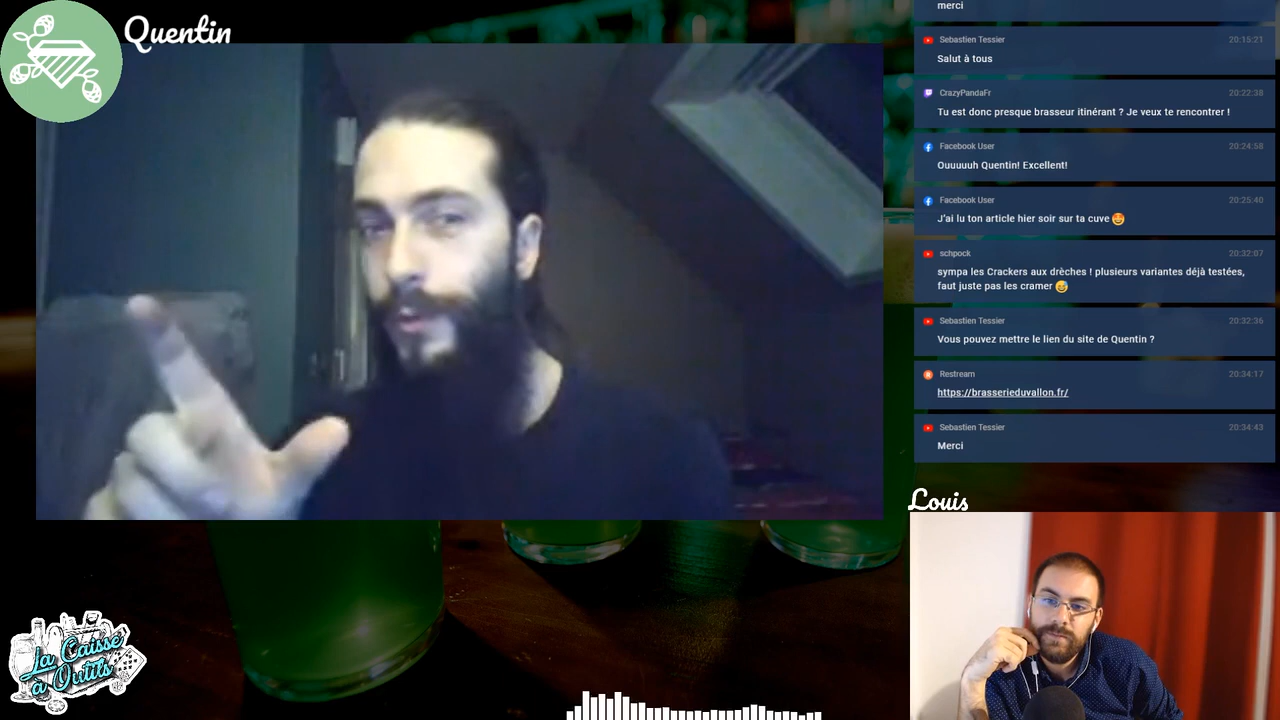 Quentin
merci
Sebastien Tessier 20:15:21
Salut à tous
CrazyPandaFr 20:22:38
Tu est donc presque brasseur itinérant ? Je veux te rencontrer !
Facebook User 20:24:58
Ouuuuuh Quentin! Excellent!
Facebook User 20:25:40
J'ai lu ton article hier soir sur ta cuve 🤩
schpock 20:32:07
sympa les Crackers aux drêches ! plusieurs variantes déjà testées,
faut juste pas les cramer 😅
Sebastien Tessier 20:32:36
Vous pouvez mettre le lien du site de Quentin ?
Restream 20:34:17
https://brasserieduvallon.fr/
Sebastien Tessier 20:34:43
Merci
Louis
La Caisse
à Outils